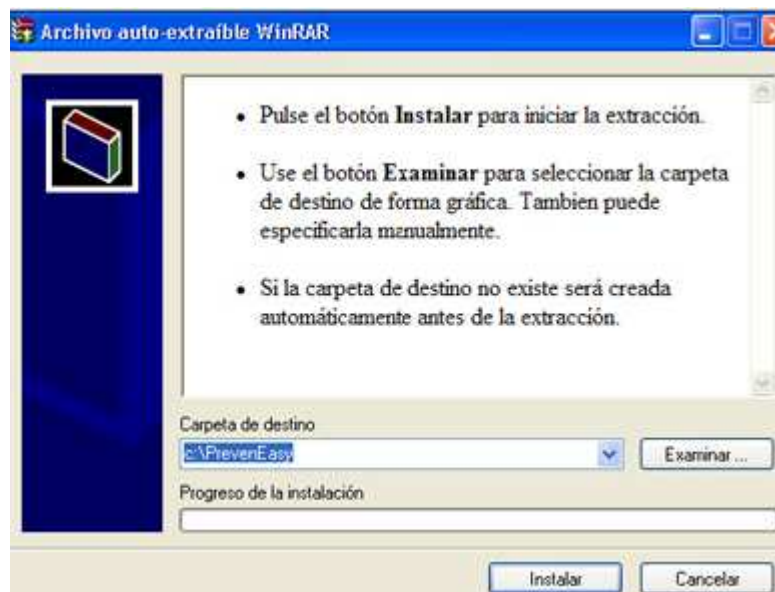 Archivo auto-extraíble WinRAR
• Pulse el botón Instalar para iniciar la extracción.
• Use el botón Examinar para seleccionar la carpeta
de destino de forma gráfica. Tambien puede
especificarla manualmente.
• Si la carpeta de destino no existe será creada
automáticamente antes de la extracción.
Carpeta de destino
c:\PrevenEasy
Examinar ...
Progreso de la instalación
Instalar
Cancelar